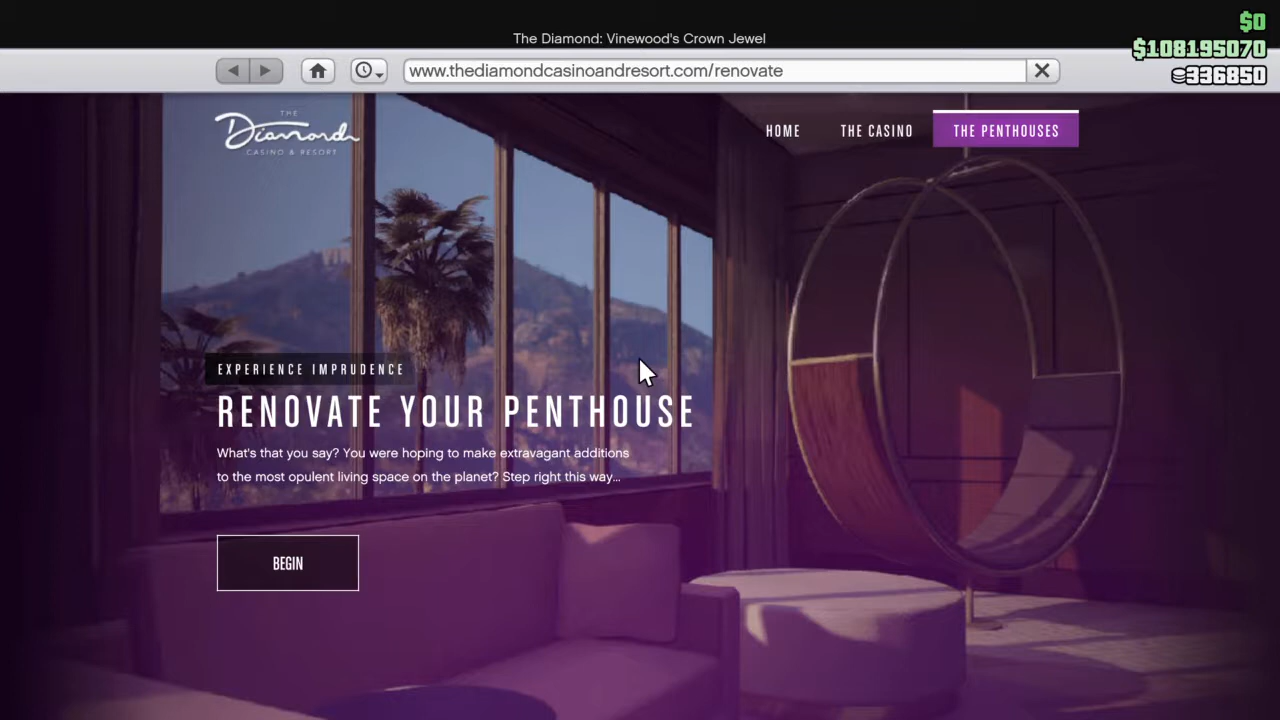 $0
The Diamond: Vinewood's Crown Jewel
$108195070
www.thediamondcasinoandresort.com/renovate
336850
THE
Diamond
CASINO & RESORT
HOME
THE CASINO
THE PENTHOUSES
EXPERIENCE IMPRUDENCE
RENOVATE YOUR PENTHOUSE
What's that you say? You were hoping to make extravagant additions
to the most opulent living space on the planet? Step right this way...
BEGIN